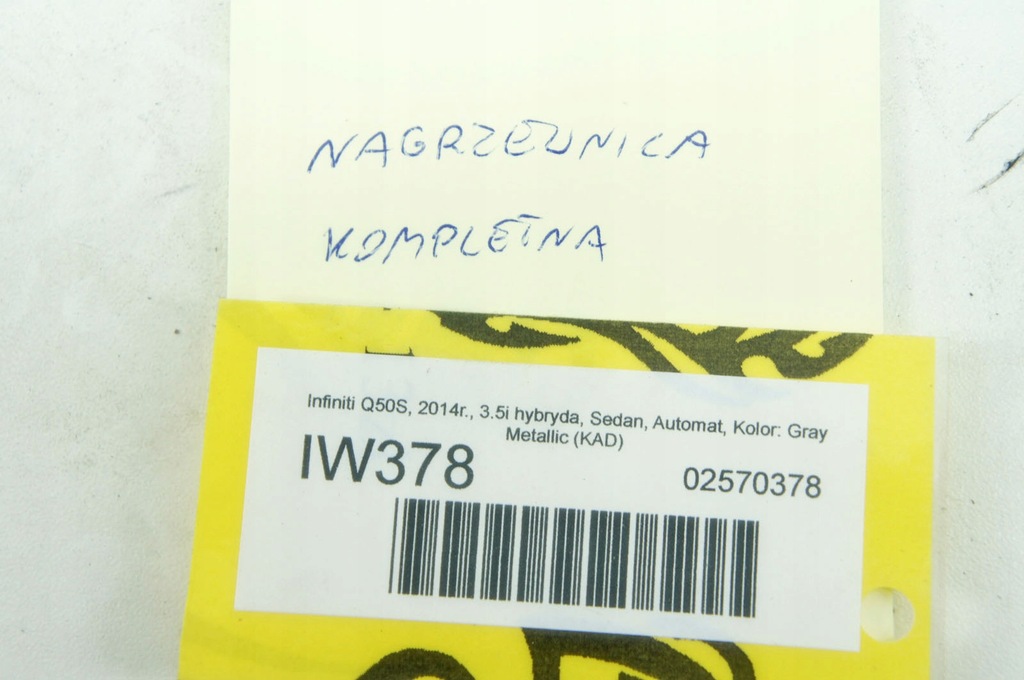 NAGRZEWNICA
KOMPLETNA
Infiniti Q50S, 2014r., 3.5i hybryda, Sedan, Automat, Kolor: Gray
Metallic (KAD)
IW378
02570378